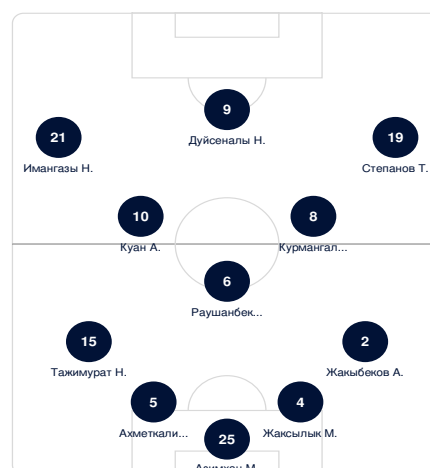 9
Дуйсеналы Н.
21
19
Имангазы Н.
Степанов Т.
10
8
Куан А.
Курмангал...
6
Раушанбек...
15
2
Тажимурат Н.
Жакыбеков А.
5
4
Ахметкали...
Жаксылык М.
25